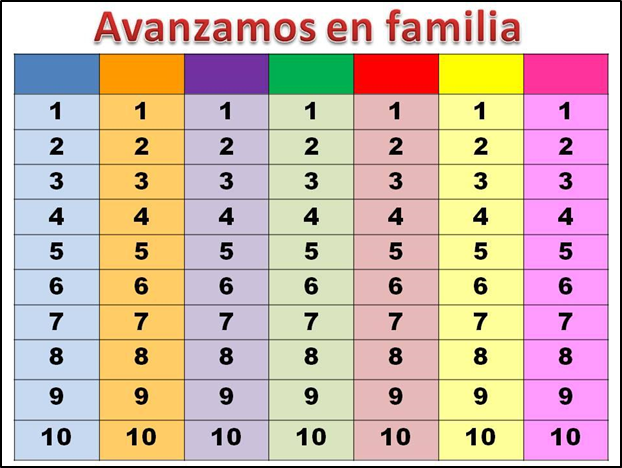 Avanzamos en familia
1 1 1 1 1 1 1
2 2 2 2 2 2 2
3 3 3 3 3 3 3
4 4 4 4 4 4 4
5 5 5 5 5 5 5
6 6 6 6 6 6 6
7 7 7 7 7 7 7
8 8 8 8 8 8 8
9 9 9 9 9 9 9
10 10 10 10 10 10 10